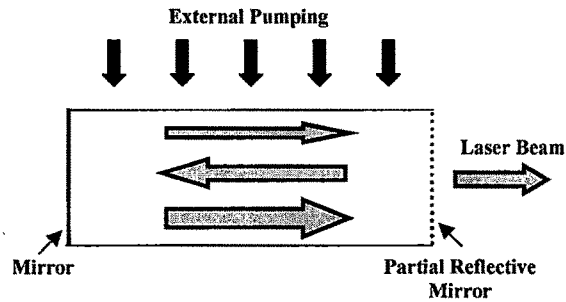 External Pumping
Laser Beam
Mirror
Partial Reflective
Mirror